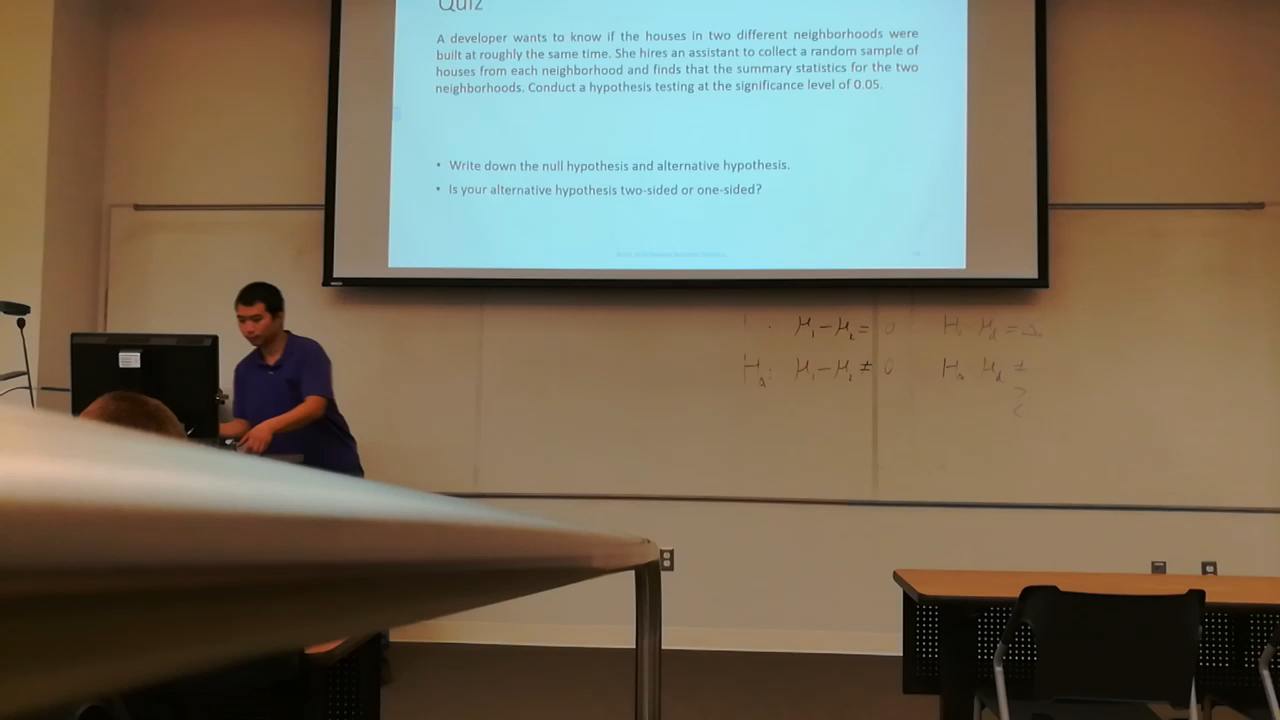 Quiz
A developer wants to know if the houses in two different neighborhoods were
built at roughly the same time. She hires an assistant to collect a random sample of
houses from each neighborhood and finds that the summary statistics for the two
neighborhoods. Conduct a hypothesis testing at the significance level of 0.05.
• Write down the null hypothesis and alternative hypothesis.
• Is your alternative hypothesis two-sided or one-sided?
μ₁ − μ₂ = 0
Hₐ: μ₁ − μ₂ ≠ 0
μd =
Hₐ μd ≠
>
<